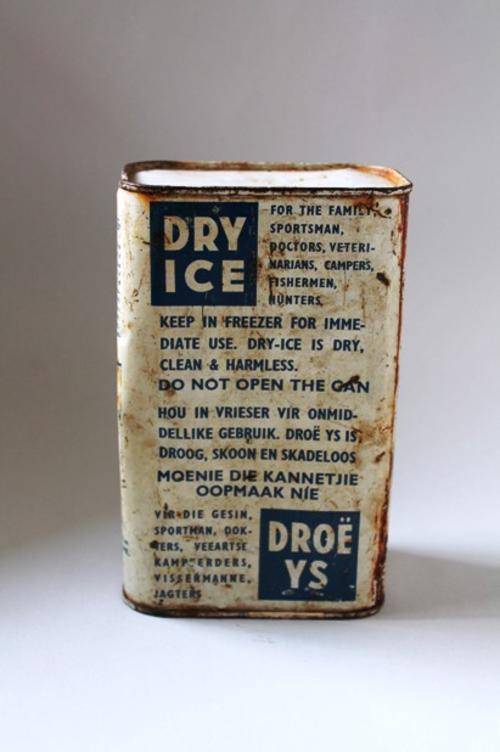 DRY
ICE
FOR THE FAMILY,
SPORTSMAN,
DOCTORS, VETERI-
NARIANS, CAMPERS,
FISHERMEN,
HUNTERS.
KEEP IN FREEZER FOR IMME-
DIATE USE. DRY-ICE IS DRY,
CLEAN & HARMLESS.
DO NOT OPEN THE CAN
HOU IN VRIESER VIR ONMID-
DELLIKE GEBRUIK. DROË YS IS
DROOG, SKOON EN SKADELOOS
MOENIE DIE KANNETJIE
OOPMAAK NIE
VIR DIE GESIN,
SPORTMAN, DOK-
TERS, VEEARTSE
KAMPEERDERS,
VISSERMANNE,
JAGTERS
DROË
YS